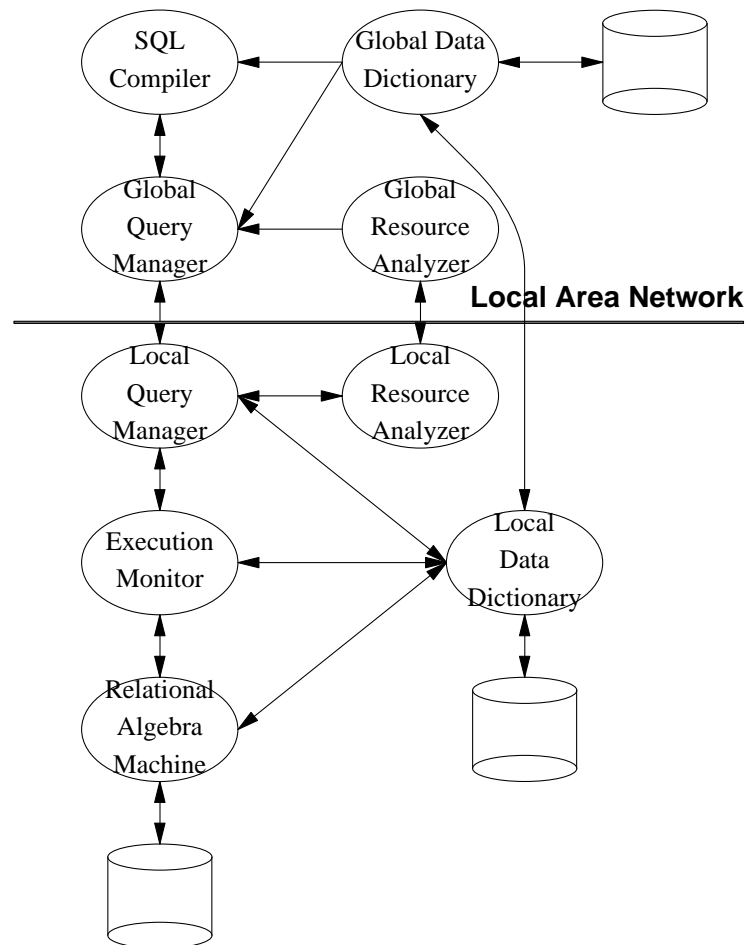 SQL
Compiler
Global Data
Dictionary
Global
Query
Manager
Global
Resource
Analyzer
Local Area Network
Local
Query
Manager
Local
Resource
Analyzer
Execution
Monitor
Local
Data
Dictionary
Relational
Algebra
Machine